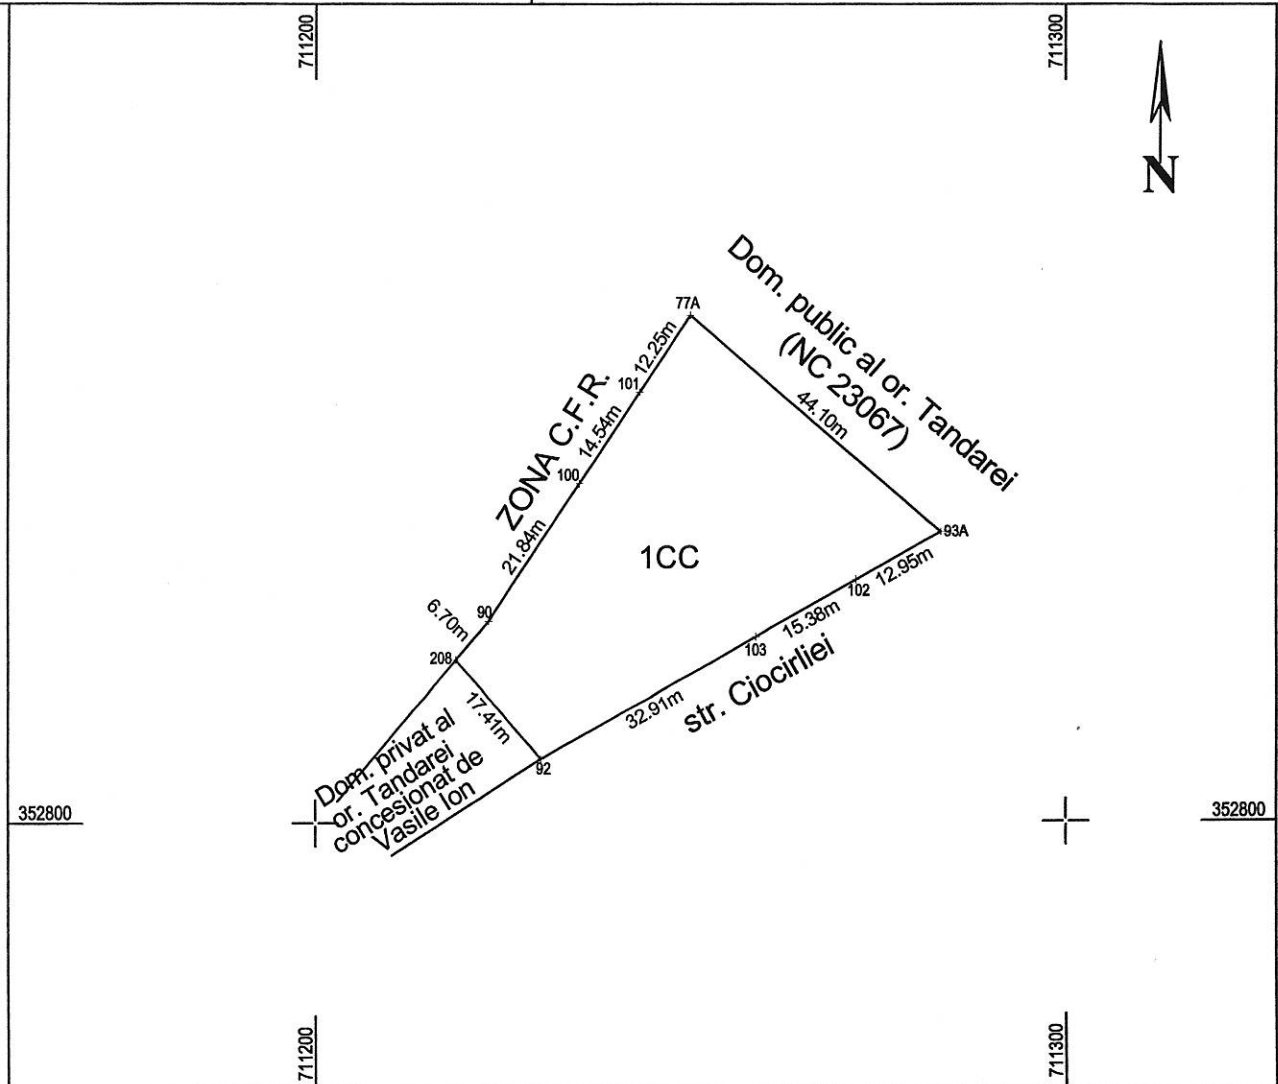 711200
711300
N
77A
Dom. public al or. Tandarei
(NC 23067)
12.25m
101
ZONA C.F.R.
14.54m
44.10m
100
21.84m
1CC
93A
12.95m
102
90
6.70m
15.38m
103
208
str. Ciocirliei
32.91m
17.41m
92
Dom. privat al
or. Tandarei
concesionat de
Vasile Ion
352800
352800
711200
711300